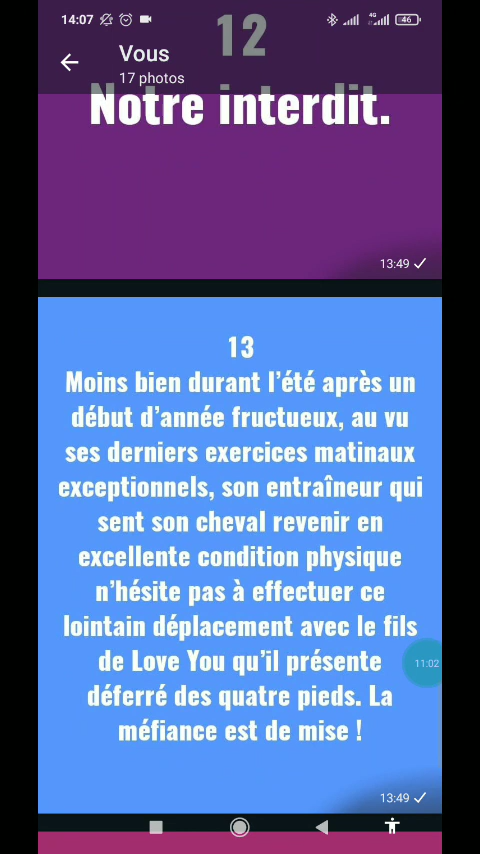 14:07
4G
46
12
Vous
17 photos
Notre interdit.
13:49
13
Moins bien durant l’été après un
début d’année fructueux, au vu
ses derniers exercices matinaux
exceptionnels, son entraîneur qui
sent son cheval revenir en
excellente condition physique
n’hésite pas à effectuer ce
lointain déplacement avec le fils
de Love You qu’il présente
11:02
déferré des quatre pieds. La
méfiance est de mise !
13:49